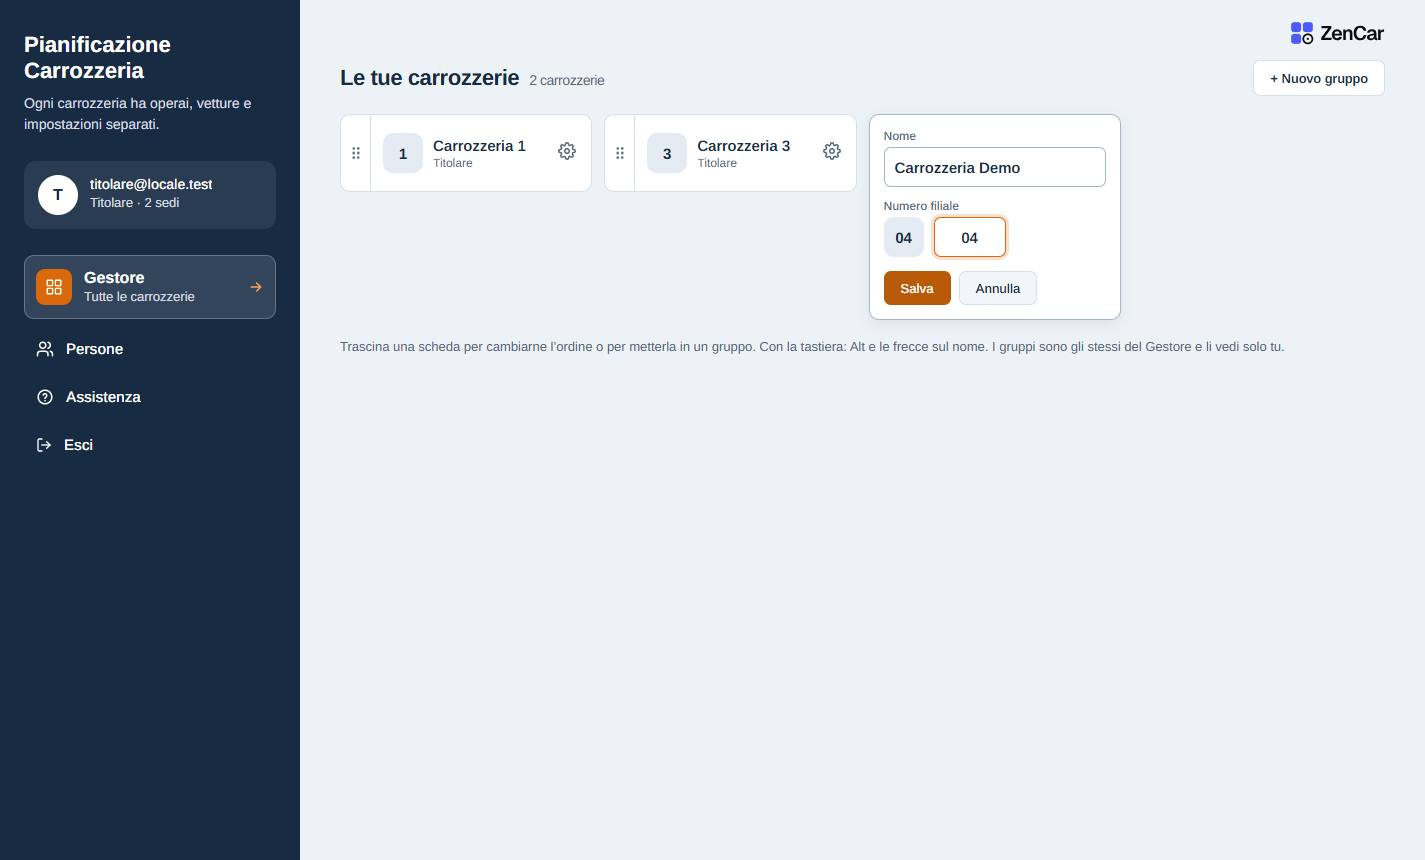 Pianificazione
Carrozzeria
Ogni carrozzeria ha operai, vetture e
impostazioni separati.
T
titolare@locale.test
Titolare · 2 sedi
Gestore
Tutte le carrozzerie
Persone
Assistenza
Esci
ZenCar
Le tue carrozzerie 2 carrozzerie
+ Nuovo gruppo
1
Carrozzeria 1
Titolare
3
Carrozzeria 3
Titolare
Nome
Carrozzeria Demo
Numero filiale
04
04
Salva
Annulla
Trascina una scheda per cambiarne l'ordine o per metterla in un gruppo. Con la tastiera: Alt e le frecce sul nome. I gruppi sono gli stessi del Gestore e li vedi solo tu.